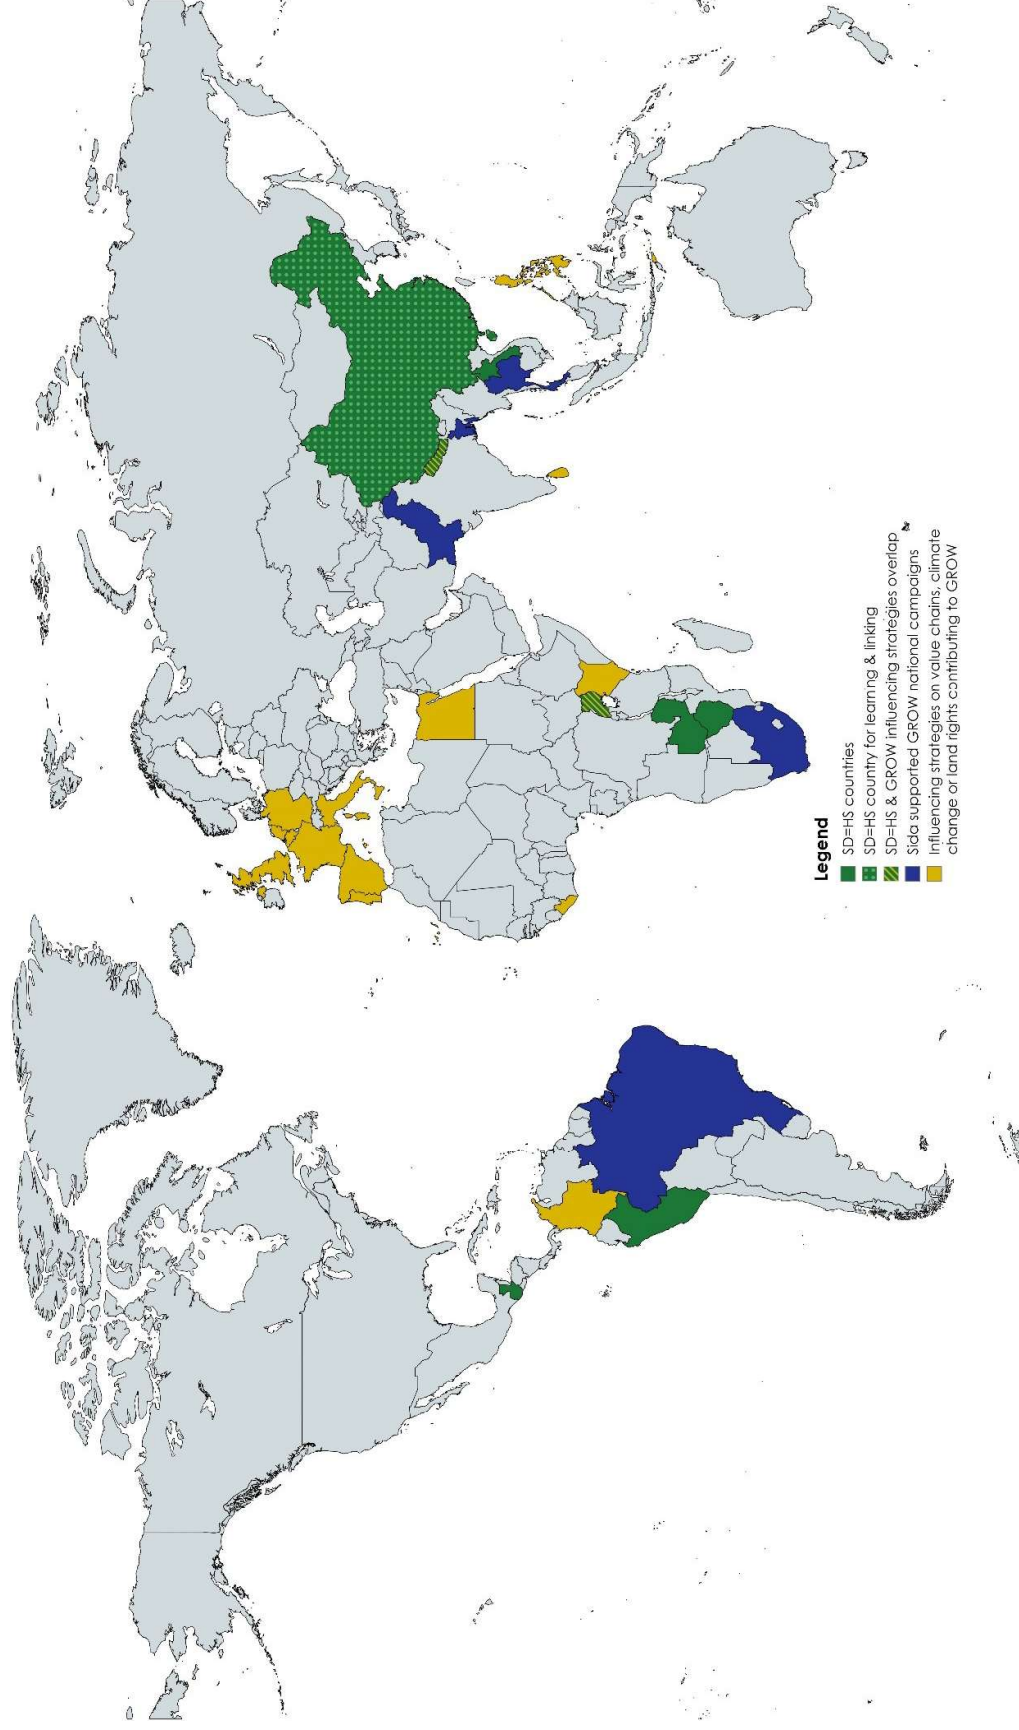 Legend
SD=HS countries
SD=HS country for learning & linking
SD=HS & GROW influencing strategies overlap
Sida supported GROW national campaigns
Influencing strategies on value chains, climate
change or land rights contributing to GROW